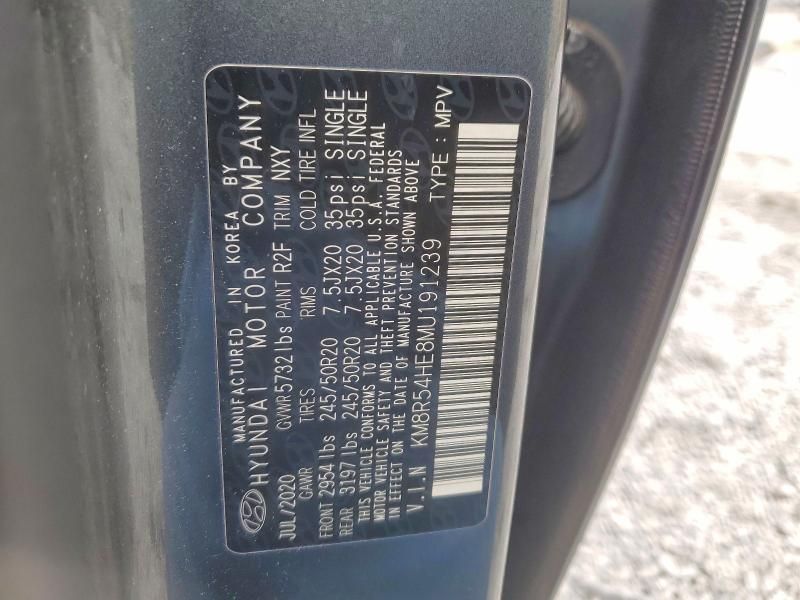 MANUFACTURED IN KOREA BY
HYUNDAI MOTOR COMPANY
JUL/2020 GVWR 5732 lbs PAINT R2F TRIM NXY
GAWR TIRES RIMS COLD TIRE INFL
FRONT 2954 lbs 245/50R20 7.5JX20 35psi SINGLE
REAR 3197 lbs 245/50R20 7.5JX20 35psi SINGLE
THIS VEHICLE CONFORMS TO ALL APPLICABLE U.S.A. FEDERAL
MOTOR VEHICLE SAFETY AND THEFT PREVENTION STANDARDS
IN EFFECT ON THE DATE OF MANUFACTURE SHOWN ABOVE
V.I.N KM8R54HE8MU191239 TYPE : MPV